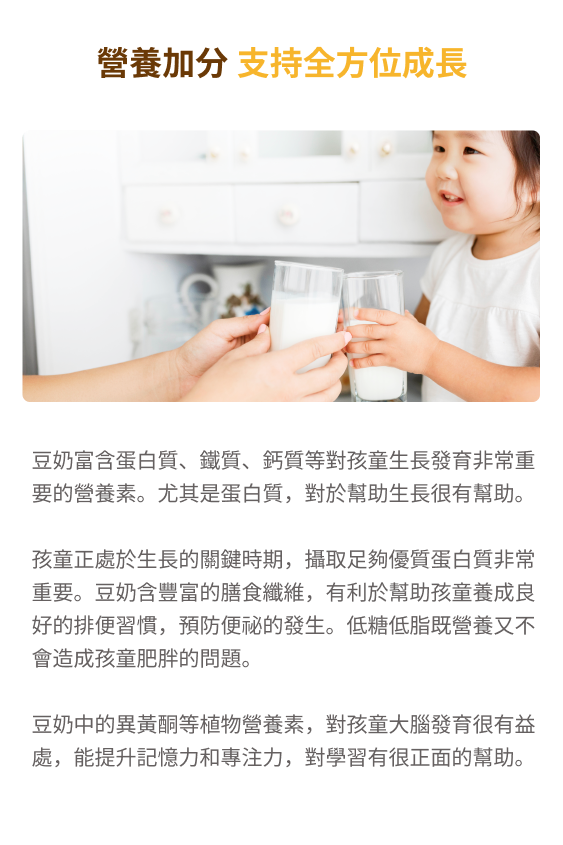 營養加分 支持全方位成長
豆奶富含蛋白質、鐵質、鈣質等對孩童生長發育非常重
要的營養素。尤其是蛋白質，對於幫助生長很有幫助。
孩童正處於生長的關鍵時期，攝取足夠優質蛋白質非常
重要。豆奶含豐富的膳食纖維，有利於幫助孩童養成良
好的排便習慣，預防便祕的發生。低糖低脂既營養又不
會造成孩童肥胖的問題。
豆奶中的異黃酮等植物營養素，對孩童大腦發育很有益
處，能提升記憶力和專注力，對學習有很正面的幫助。